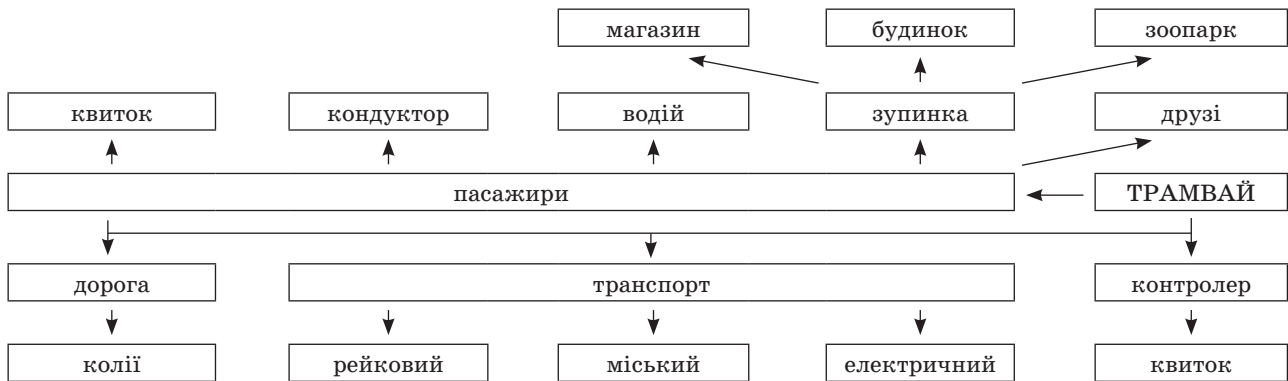 магазин будинок зоопарк
квиток кондуктор водій зупинка друзі
пасажири ТРАМВАЙ
дорога транспорт контролер
колії рейковий міський електричний квиток